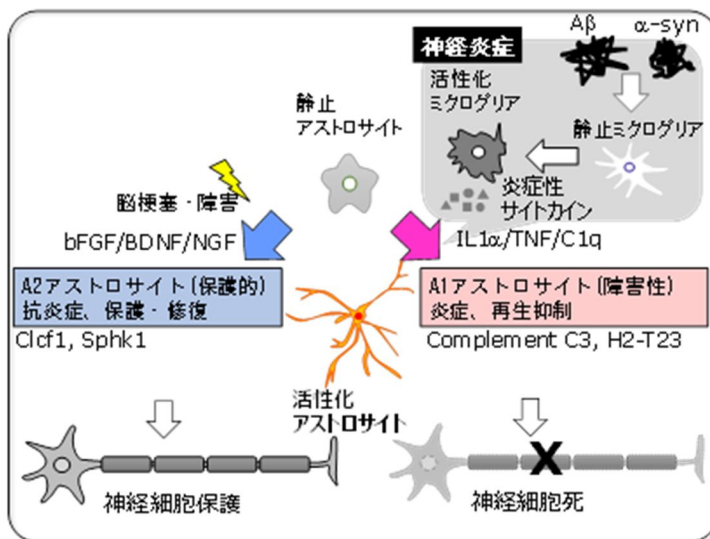 Aβ
α-syn
神経炎症
活性化
ミクログリア
静止
アストロサイト
静止ミクログリア
炎症性
サイトカイン
脳梗塞・障害
bFGF/BDNF/NGF
IL1α/TNF/C1q
A2アストロサイト(保護的)
抗炎症、保護・修復
A1アストロサイト(障害性)
炎症、再生抑制
Clcf1, Sphk1
Complement C3, H2-T23
活性化
アストロサイト
神経細胞保護
神経細胞死